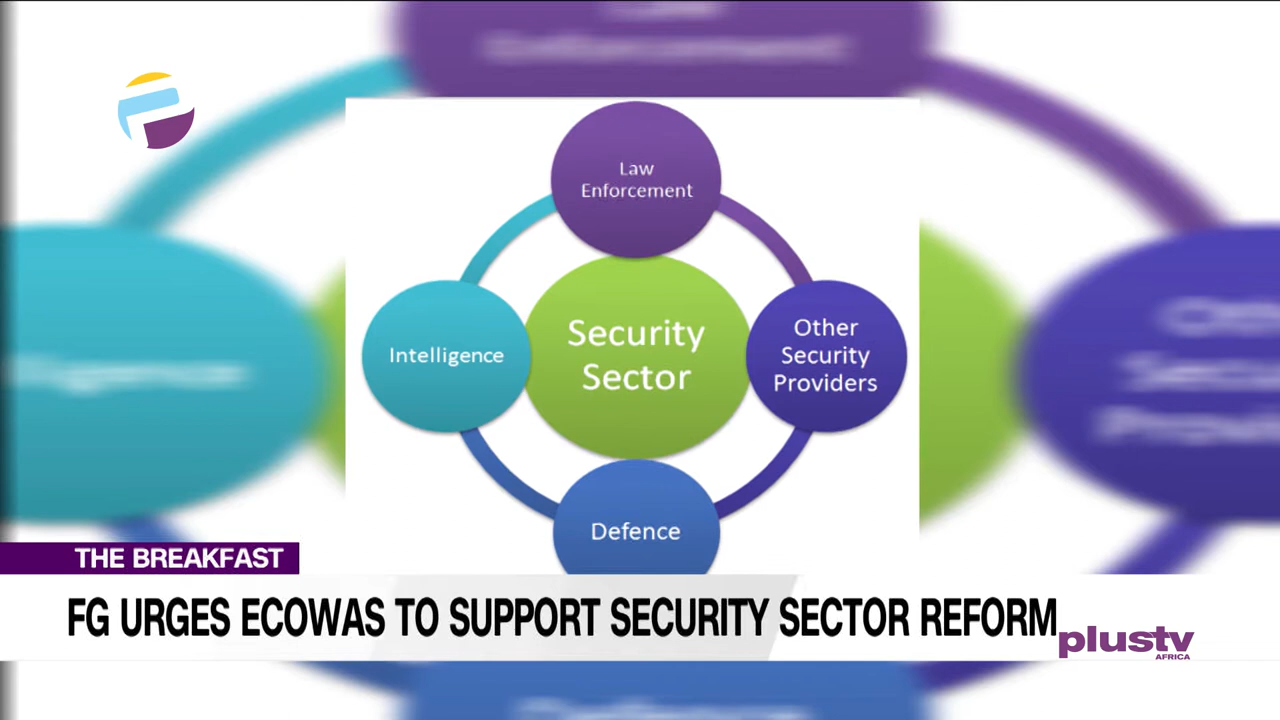 Law
Enforcement
Intelligence
Security
Sector
Other
Security
Providers
Defence
THE BREAKFAST
FG URGES ECOWAS TO SUPPORT SECURITY SECTOR REFORM
plustv
AFRICA